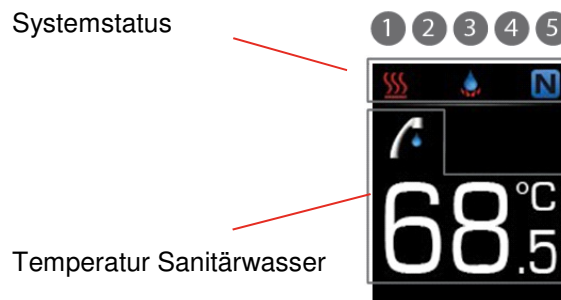 Systemstatus
1 2 3 4 5
N
°C
68.5
Temperatur Sanitärwasser